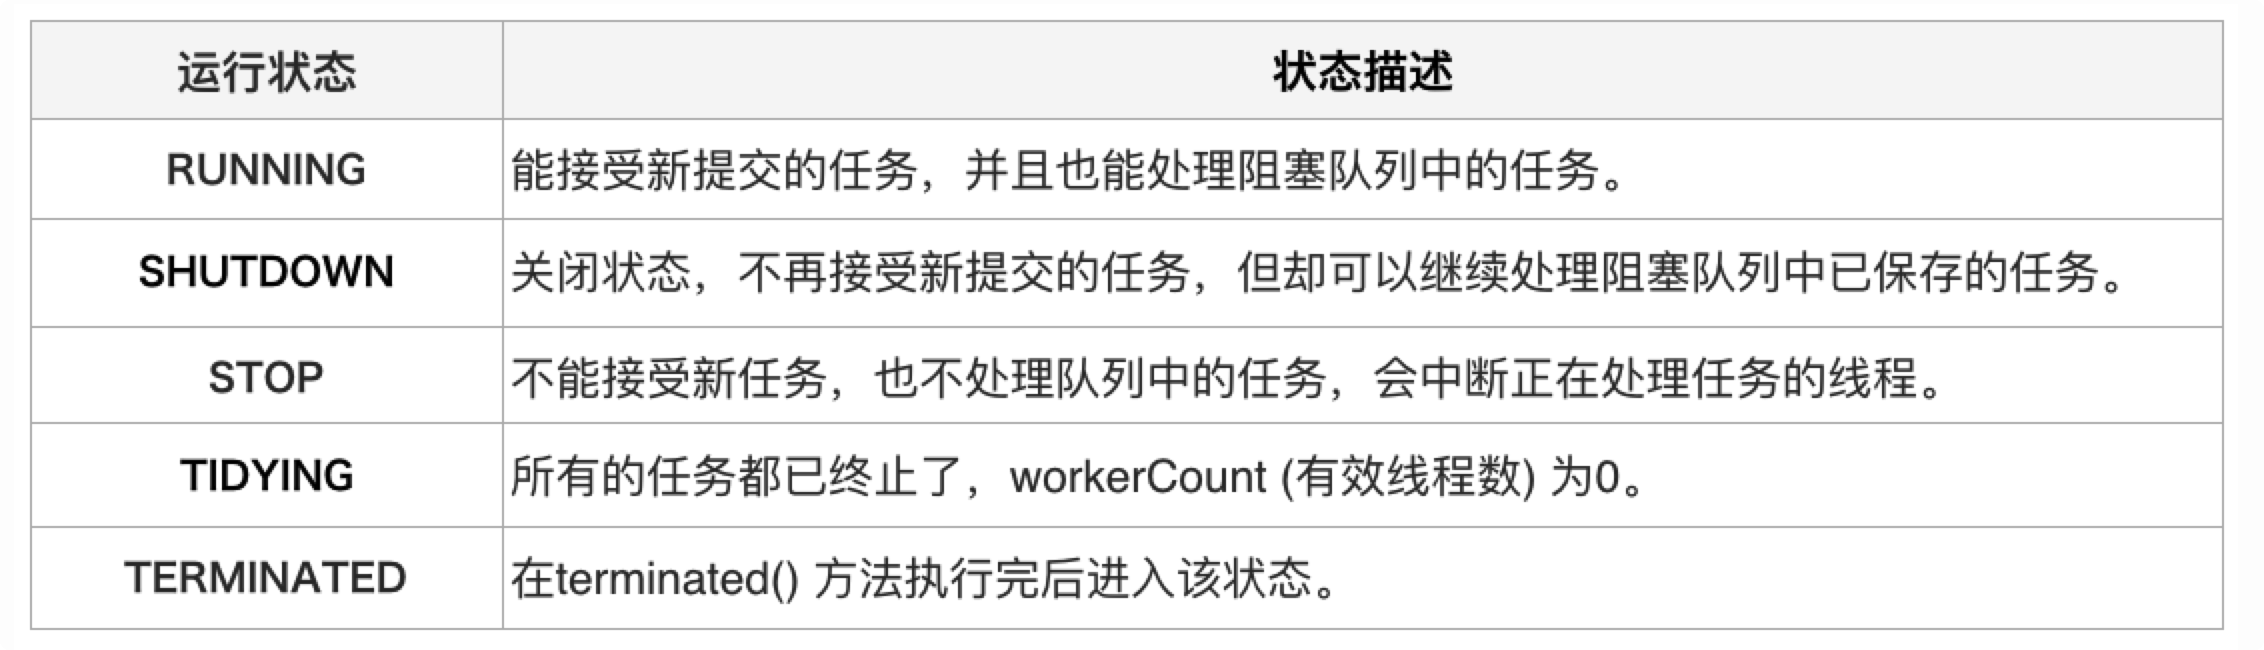 运行状态 状态描述
RUNNING 能接受新提交的任务，并且也能处理阻塞队列中的任务。
SHUTDOWN 关闭状态，不再接受新提交的任务，但却可以继续处理阻塞队列中已保存的任务。
STOP 不能接受新任务，也不处理队列中的任务，会中断正在处理任务的线程。
TIDYING 所有的任务都已终止了，workerCount (有效线程数) 为0。
TERMINATED 在terminated() 方法执行完后进入该状态。